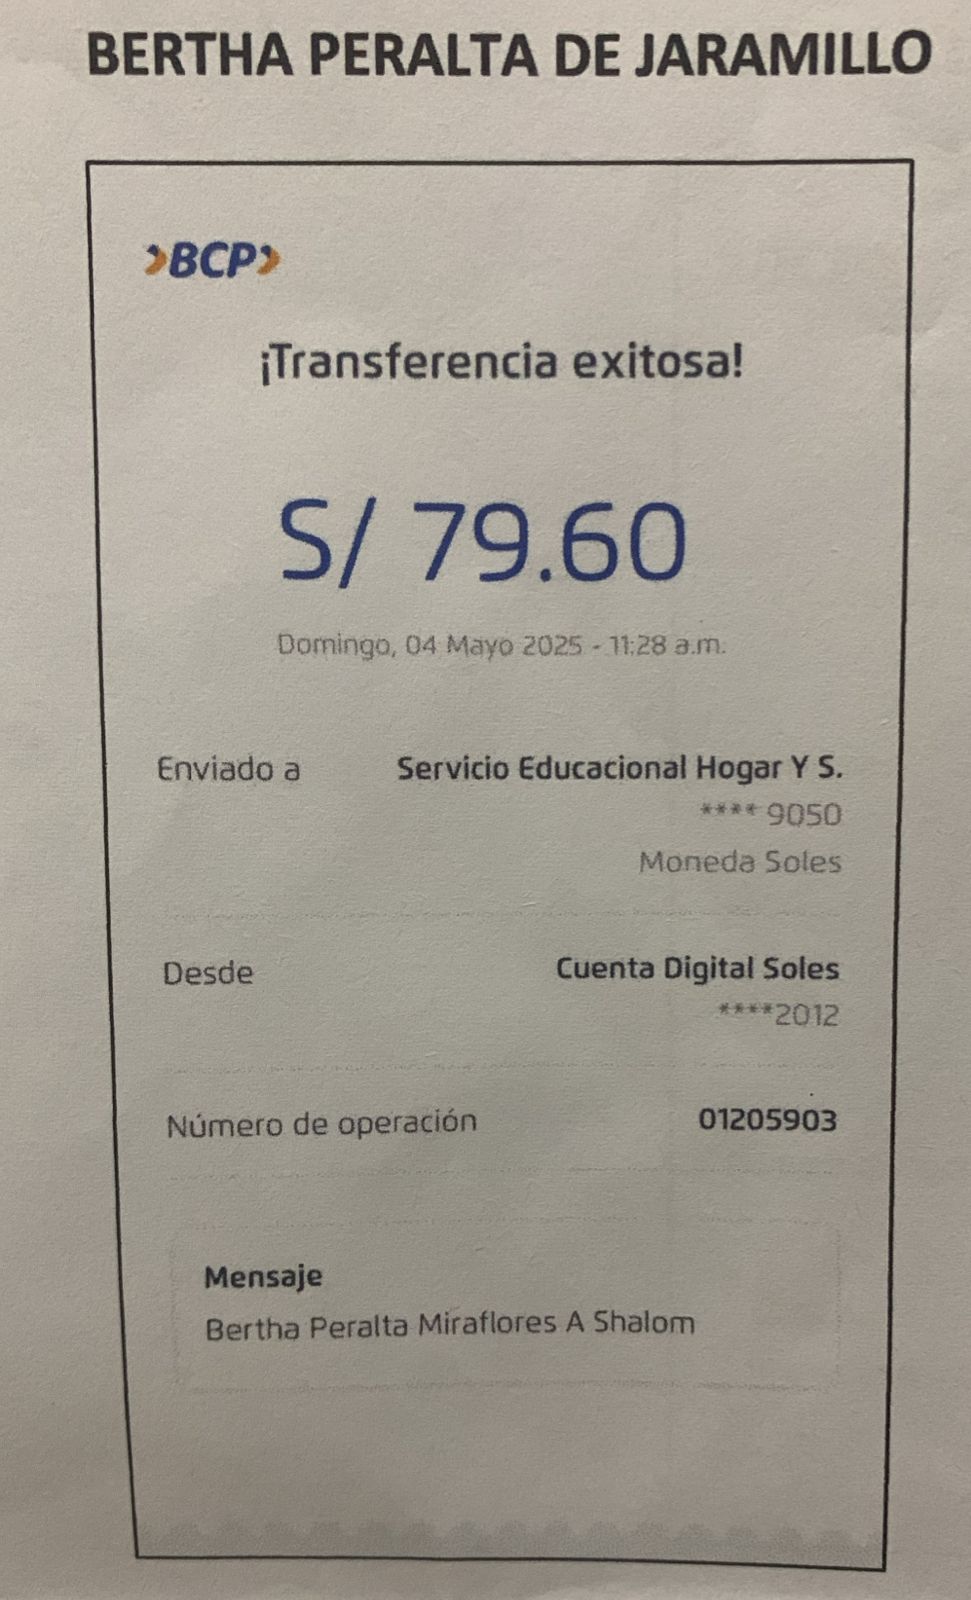 BERTHA PERALTA DE JARAMILLO
BCP
¡Transferencia exitosa!
S/ 79.60
Domingo, 04 Mayo 2025 - 11:28 a.m.
Enviado a Servicio Educacional Hogar Y S.
**** 9050
Moneda Soles
Desde Cuenta Digital Soles
****2012
Número de operación 01205903
Mensaje
Bertha Peralta Miraflores A Shalom